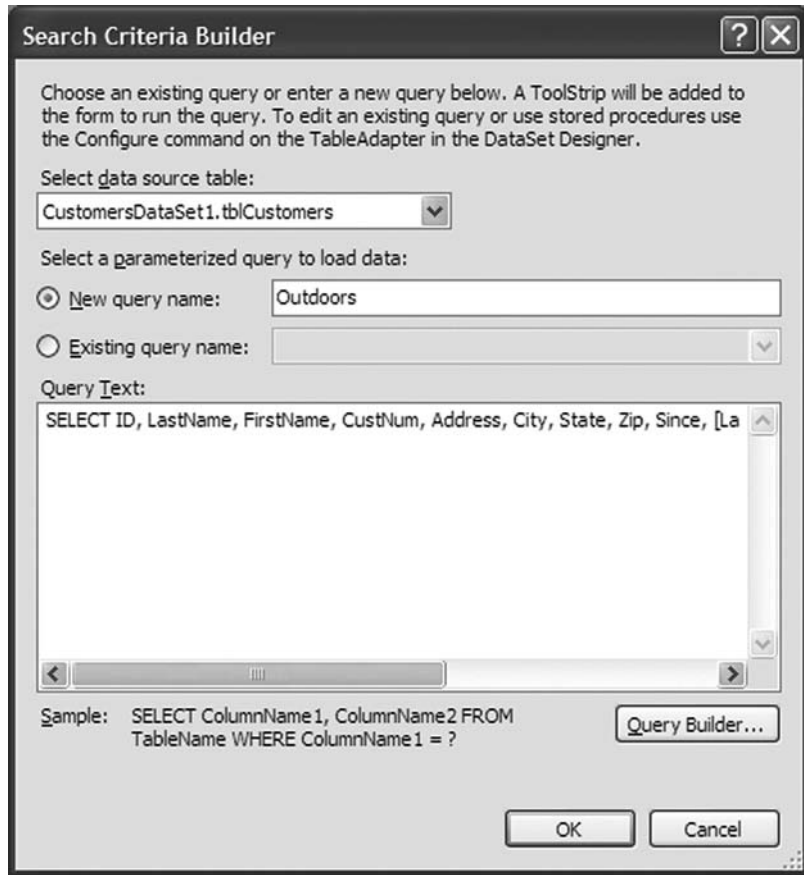 Search Criteria Builder
Choose an existing query or enter a new query below. A ToolStrip will be added to
the form to run the query. To edit an existing query or use stored procedures use
the Configure command on the TableAdapter in the DataSet Designer.
Select data source table:
CustomersDataSet1.tblCustomers
Select a parameterized query to load data:
New query name: Outdoors
Existing query name:
Query Text:
SELECT ID, LastName, FirstName, CustNum, Address, City, State, Zip, Since, [La
Sample: SELECT ColumnName1, ColumnName2 FROM
TableName WHERE ColumnName1 = ?
Query Builder...
OK Cancel